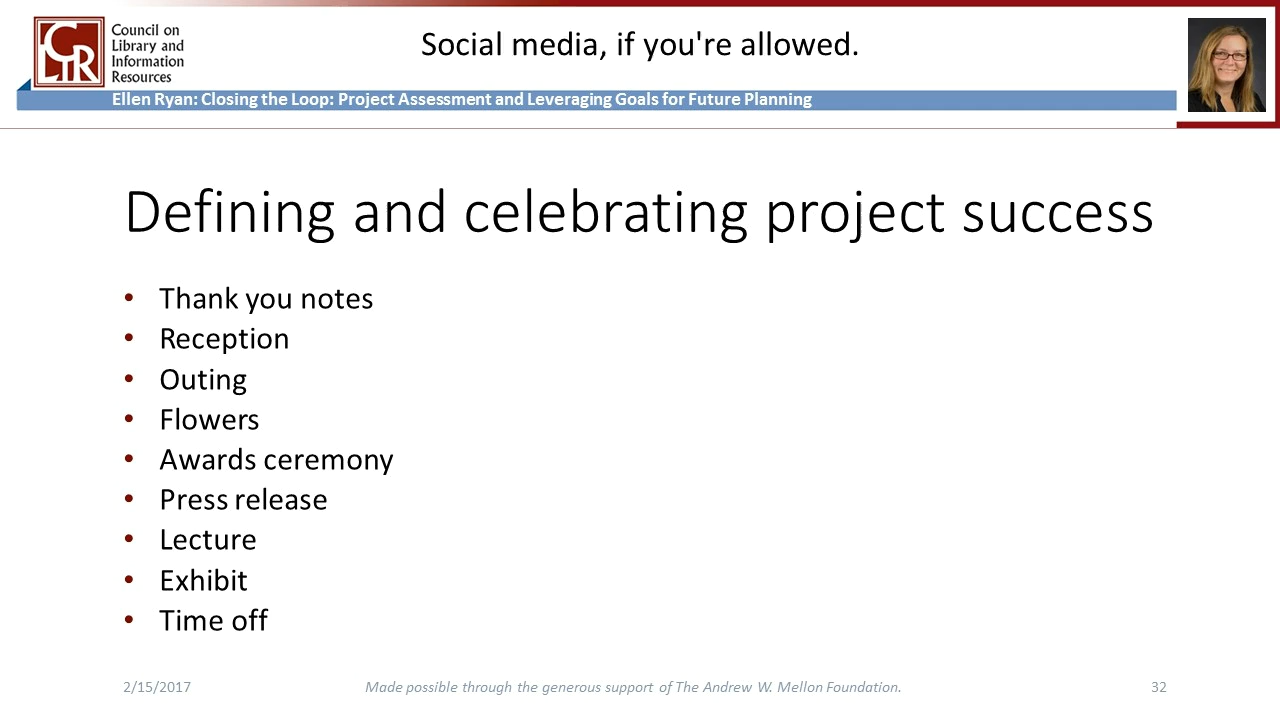 CLIR
Council on
Library and
Information
Resources
Social media, if you're allowed.
Ellen Ryan: Closing the Loop: Project Assessment and Leveraging Goals for Future Planning
Defining and celebrating project success
• Thank you notes
• Reception
• Outing
• Flowers
• Awards ceremony
• Press release
• Lecture
• Exhibit
• Time off
2/15/2017
Made possible through the generous support of The Andrew W. Mellon Foundation.
32